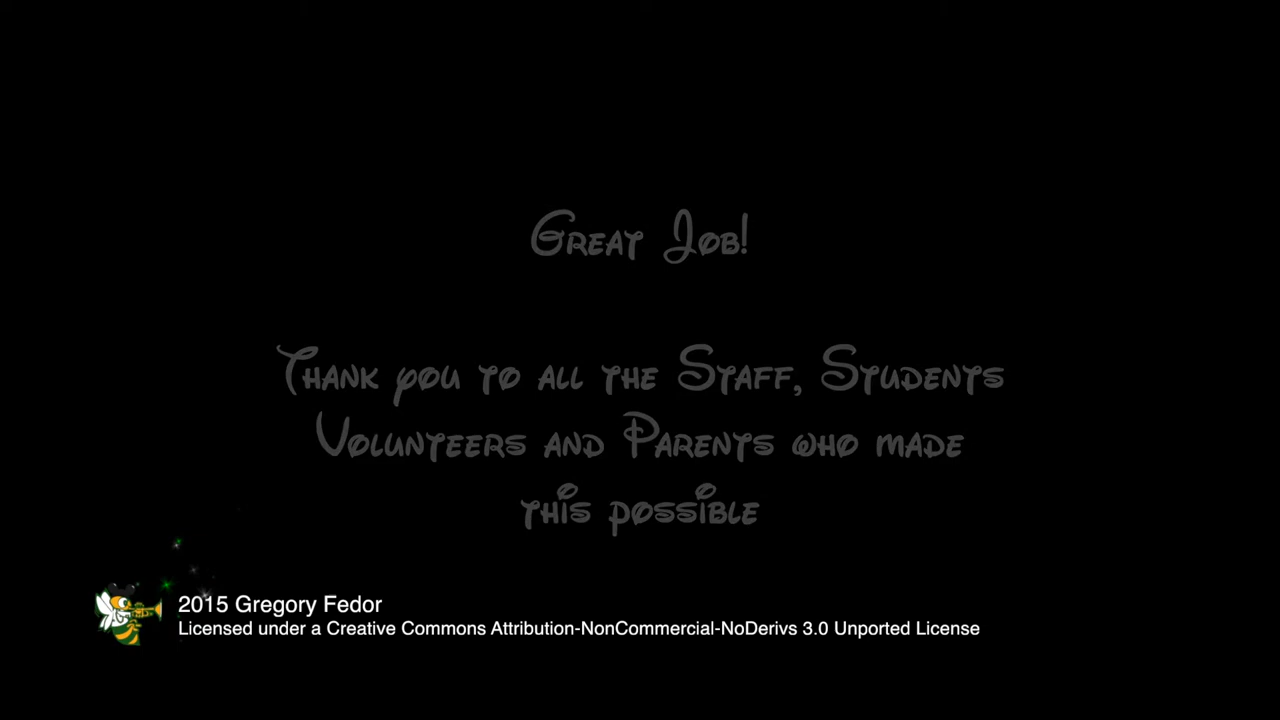 Great Job!
Thank you to all the Staff, Students
Volunteers and Parents who made
this possible
2015 Gregory Fedor
Licensed under a Creative Commons Attribution-NonCommercial-NoDerivs 3.0 Unported License